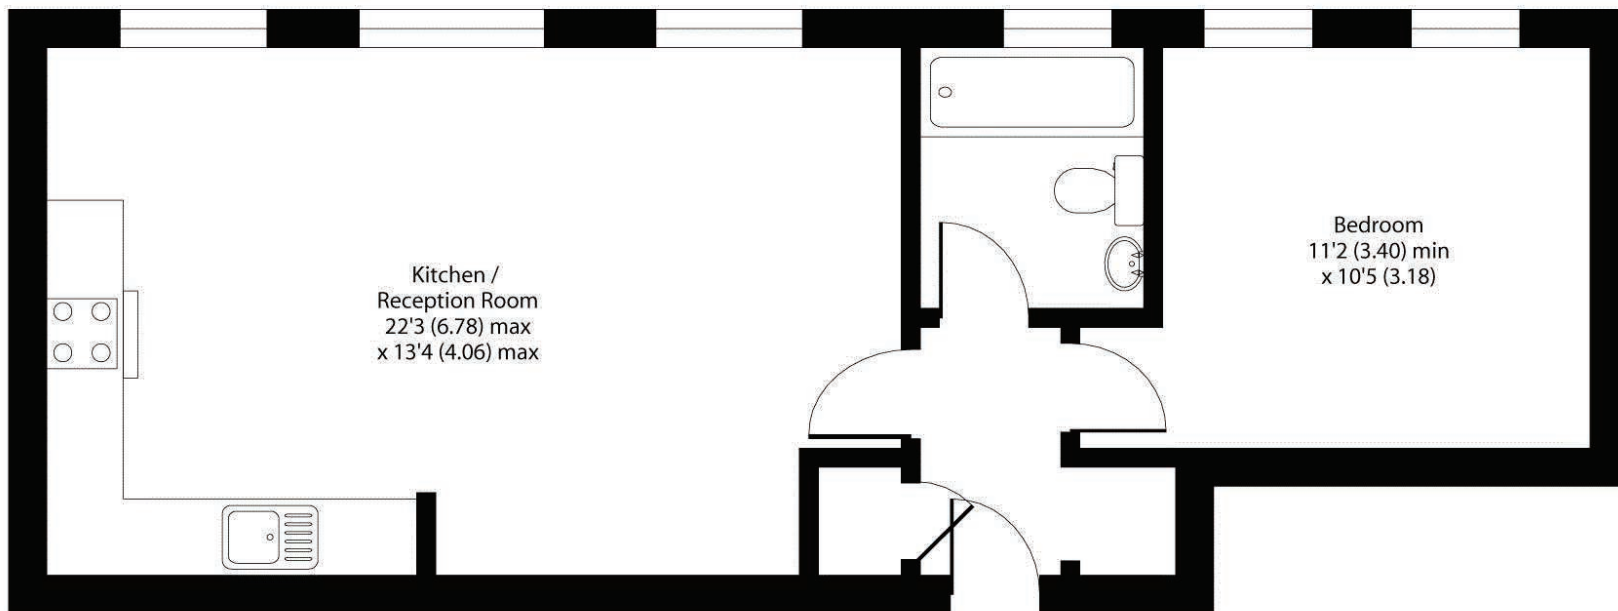 Kitchen /
Reception Room
22'3 (6.78) max
x 13'4 (4.06) max
Bedroom
11'2 (3.40) min
x 10'5 (3.18)